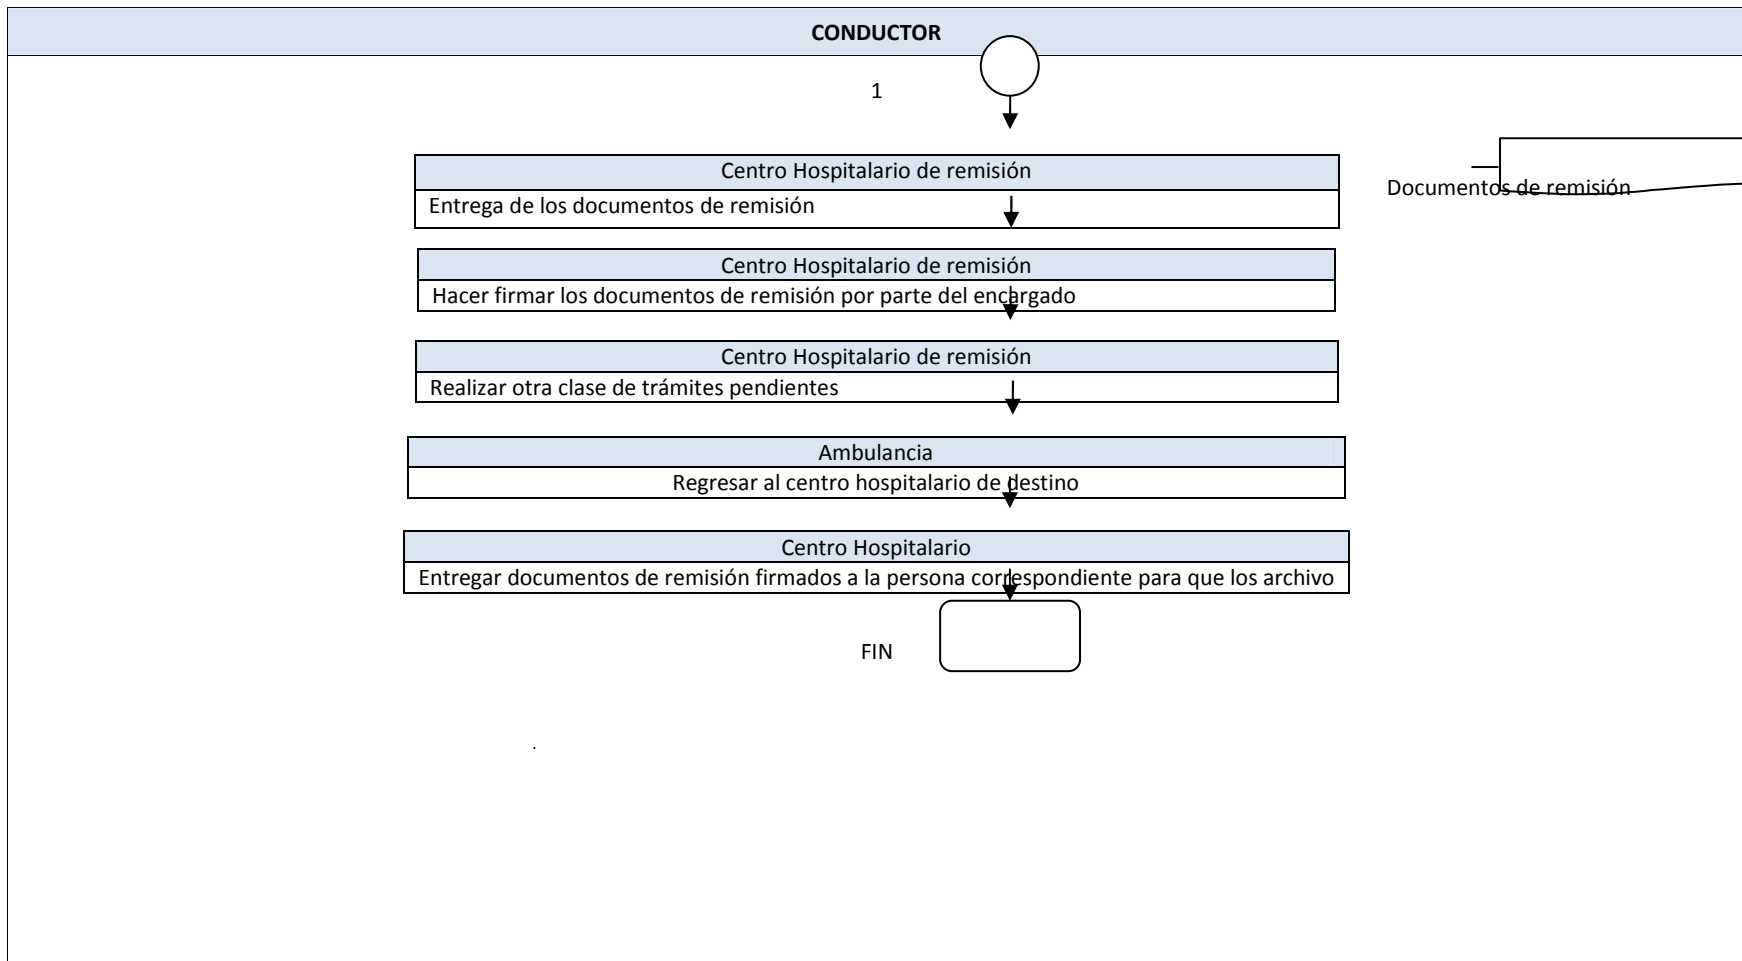 CONDUCTOR
1
Centro Hospitalario de remisión
Entrega de los documentos de remisión
Documentos de remisión
Centro Hospitalario de remisión
Hacer firmar los documentos de remisión por parte del encargado
Centro Hospitalario de remisión
Realizar otra clase de trámites pendientes
Ambulancia
Regresar al centro hospitalario de destino
Centro Hospitalario
Entregar documentos de remisión firmados a la persona correspondiente para que los archivo
FIN
.